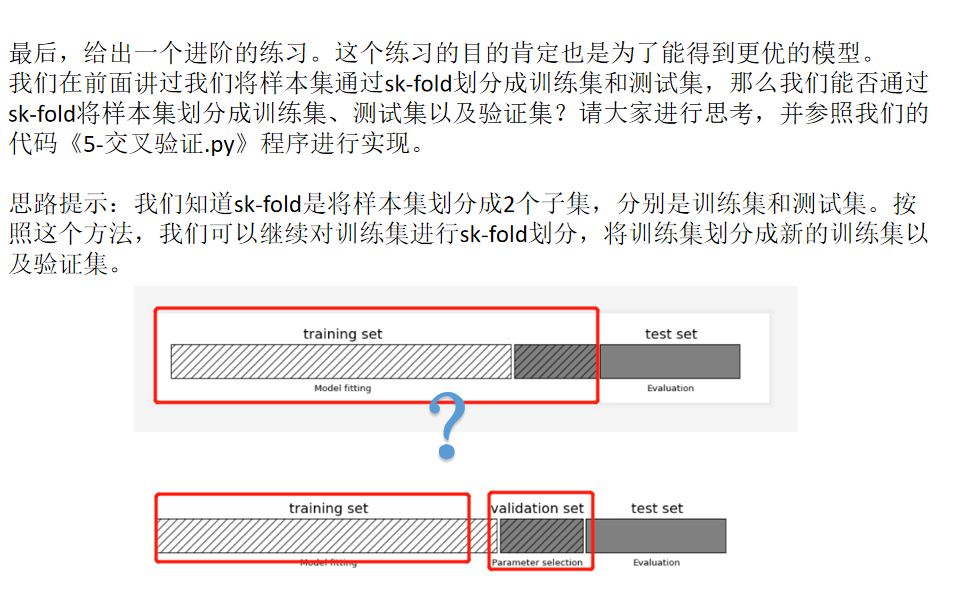 最后，给出一个进阶的练习。这个练习的目的肯定也是为了能得到更优的模型。
我们在前面讲过我们将样本集通过sk-fold划分成训练集和测试集，那么我们能否通过
sk-fold将样本集划分成训练集、测试集以及验证集？请大家进行思考，并参照我们的
代码《5-交叉验证.py》程序进行实现。
思路提示：我们知道sk-fold是将样本集划分成2个子集，分别是训练集和测试集。按
照这个方法，我们可以继续对训练集进行sk-fold划分，将训练集划分成新的训练集以
及验证集。
training set test set
Model fitting Evaluation
?
training set validation set test set
Model fitting Parameter selection Evaluation